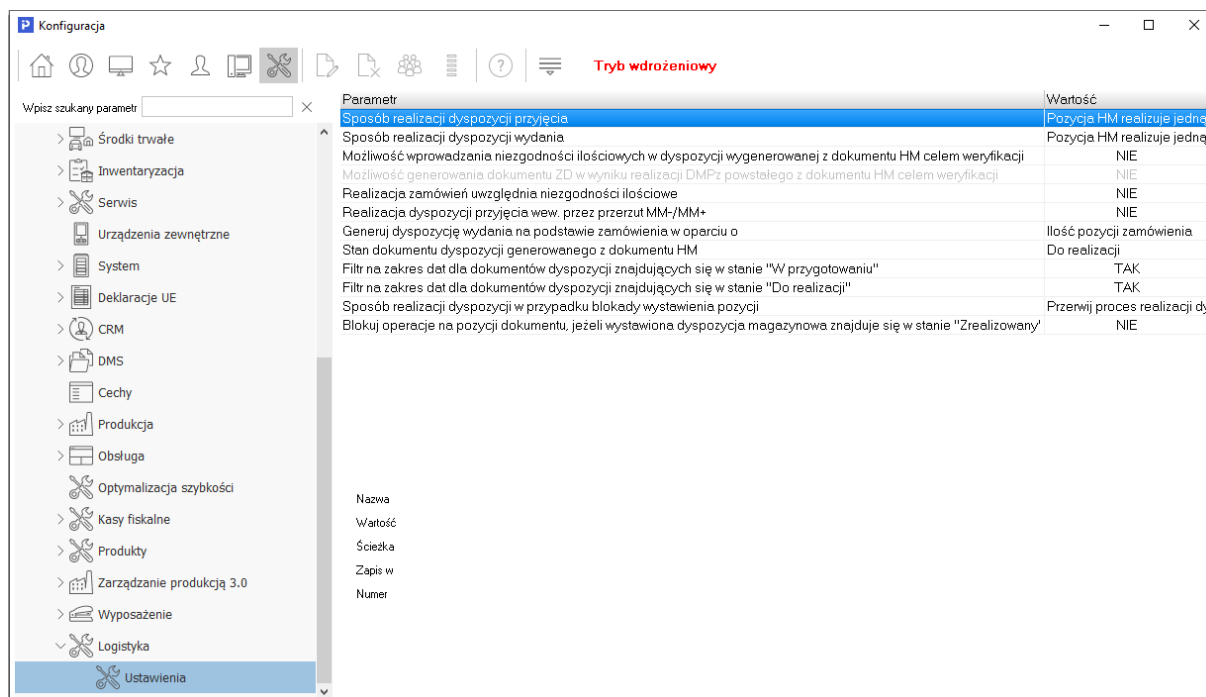 Konfiguracja
Tryb wdrożeniowy
Wpisz szukany parametr
Środki trwałe
Inwentaryzacja
Serwis
Urządzenia zewnętrzne
System
Deklaracje UE
CRM
DMS
Cechy
Produkcja
Obsługa
Optymalizacja szybkości
Kasy fiskalne
Produkty
Zarządzanie produkcją 3.0
Wyposażenie
Logistyka
Ustawienia
Parametr Wartość
Sposób realizacji dyspozycji przyjęcia Pozycja HM realizuje jedną
Sposób realizacji dyspozycji wydania Pozycja HM realizuje jedną
Możliwość wprowadzania niezgodności ilościowych w dyspozycji wygenerowanej z dokumentu HM celem weryfikacji NIE
Możliwość generowania dokumentu ZD w wyniku realizacji DMPz powstałego z dokumentu HM celem weryfikacji NIE
Realizacja zamówień uwzględnia niezgodności ilościowe NIE
Realizacja dyspozycji przyjęcia wew. przez przerzut MM-/MM+ NIE
Generuj dyspozycję wydania na podstawie zamówienia w oparciu o Ilość pozycji zamówienia
Stan dokumentu dyspozycji generowanego z dokumentu HM Do realizacji
Filtr na zakres dat dla dokumentów dyspozycji znajdujących się w stanie "W przygotowaniu" TAK
Filtr na zakres dat dla dokumentów dyspozycji znajdujących się w stanie "Do realizacji" TAK
Sposób realizacji dyspozycji w przypadku blokady wystawienia pozycji Przerwij proces realizacji dy
Blokuj operacje na pozycji dokumentu, jeżeli wystawiona dyspozycja magazynowa znajduje się w stanie "Zrealizowany" NIE
Nazwa
Wartość
Ścieżka
Zapis w
Numer